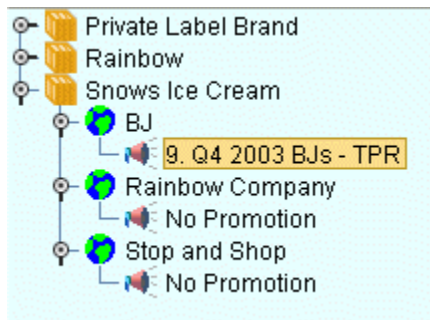 Private Label Brand
Rainbow
Snows Ice Cream
BJ
9. Q4 2003 BJs - TPR
Rainbow Company
No Promotion
Stop and Shop
No Promotion